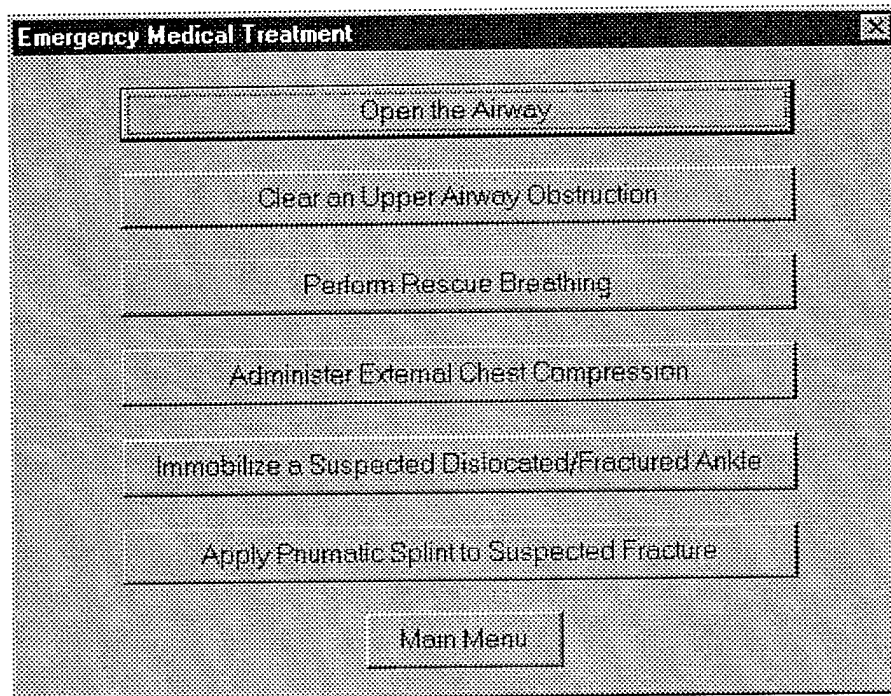 Emergency Medical Treatment
Open the Airway
Clear an Upper Airway Obstruction
Perform Rescue Breathing
Administer External Chest Compression
Immobilize a Suspected Dislocated/Fractured Ankle
Apply Pnumatic Splint to Suspected Fracture
Main Menu